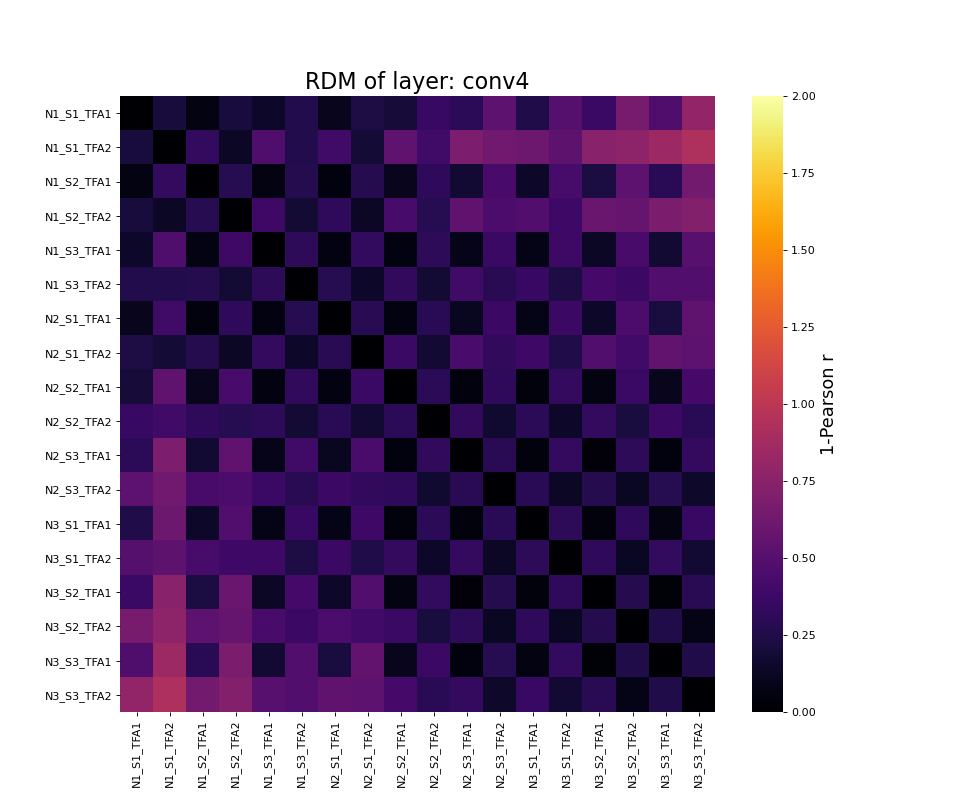 RDM of layer: conv4
N1_S1_TFA1
N1_S1_TFA2
N1_S2_TFA1
N1_S2_TFA2
N1_S3_TFA1
N1_S3_TFA2
N2_S1_TFA1
N2_S1_TFA2
N2_S2_TFA1
N2_S2_TFA2
N2_S3_TFA1
N2_S3_TFA2
N3_S1_TFA1
N3_S1_TFA2
N3_S2_TFA1
N3_S2_TFA2
N3_S3_TFA1
N3_S3_TFA2
N1_S1_TFA1
N1_S1_TFA2
N1_S2_TFA1
N1_S2_TFA2
N1_S3_TFA1
N1_S3_TFA2
N2_S1_TFA1
N2_S1_TFA2
N2_S2_TFA1
N2_S2_TFA2
N2_S3_TFA1
N2_S3_TFA2
N3_S1_TFA1
N3_S1_TFA2
N3_S2_TFA1
N3_S2_TFA2
N3_S3_TFA1
N3_S3_TFA2
2.00
1.75
1.50
1.25
1.00
0.75
0.50
0.25
0.00
1-Pearson r